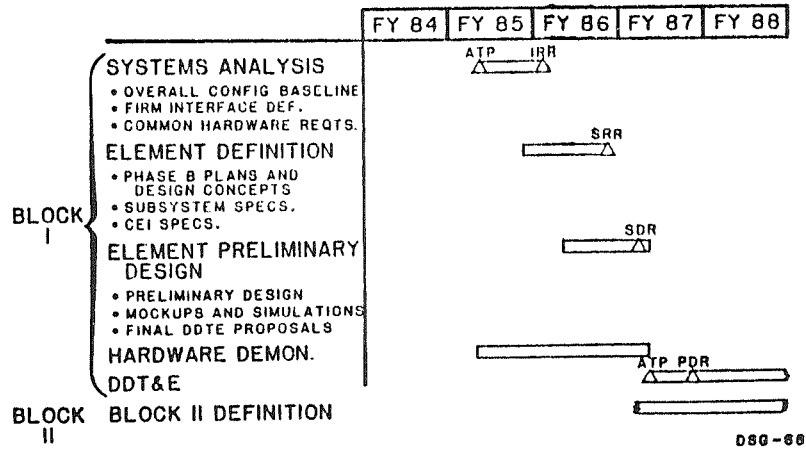 FY 84 FY 85 FY 86 FY 87 FY 88
ATP IRR
SYSTEMS ANALYSIS
• OVERALL CONFIG BASELINE
• FIRM INTERFACE DEF.
• COMMON HARDWARE REQTS.
SRR
ELEMENT DEFINITION
• PHASE B PLANS AND
DESIGN CONCEPTS
• SUBSYSTEM SPECS.
• CEI SPECS.
BLOCK
I
SDR
ELEMENT PRELIMINARY
DESIGN
• PRELIMINARY DESIGN
• MOCKUPS AND SIMULATIONS
• FINAL DDTE PROPOSALS
HARDWARE DEMON.
ATP PDR
DDT&E
BLOCK
II
BLOCK II DEFINITION